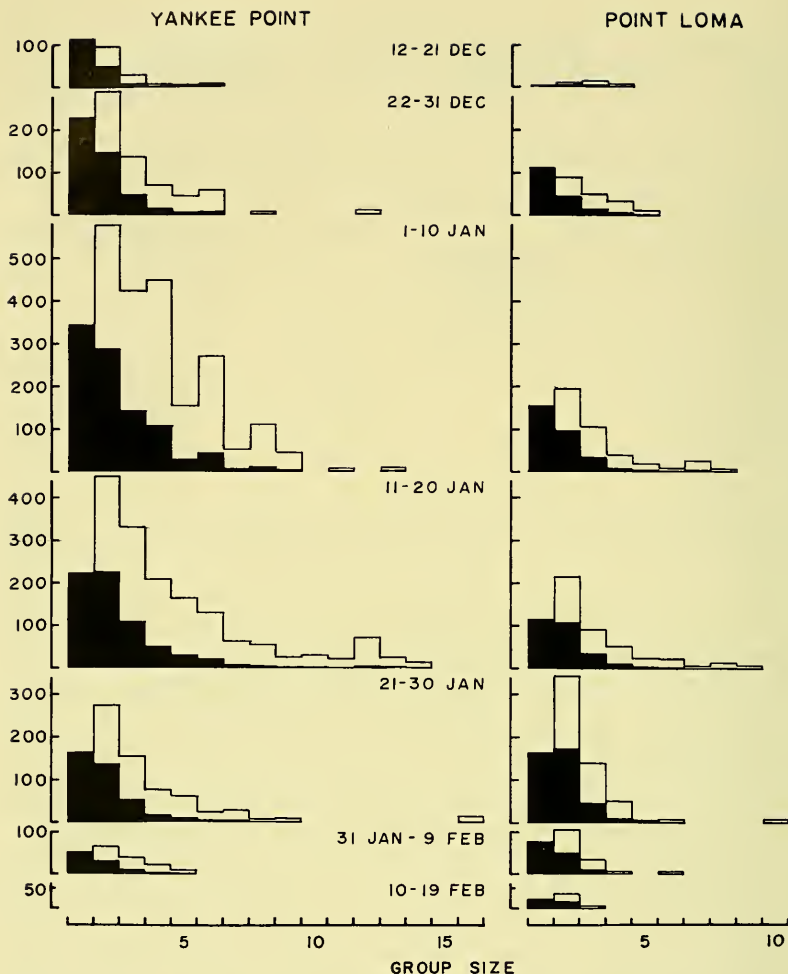 YANKEE POINT
POINT LOMA
100
12-21 DEC
22-31 DEC
200
100
1-10 JAN
500
400
300
200
100
11-20 JAN
400
300
200
100
21-30 JAN
300
200
100
31 JAN - 9 FEB
100
10-19 FEB
50
5 10 15 5 10
GROUP SIZE